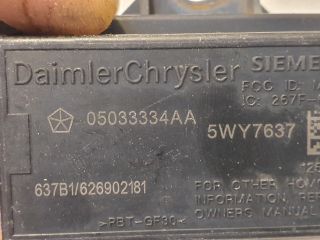 DaimlerChrysler SIEME
FCC ID: M
IC: 267F-
05033334AA 5WY7637
637B1/626902181
125
FOR OTHER HOM
INFORMATION, REF
OWNERS MANUAL
>PBT-GF30<